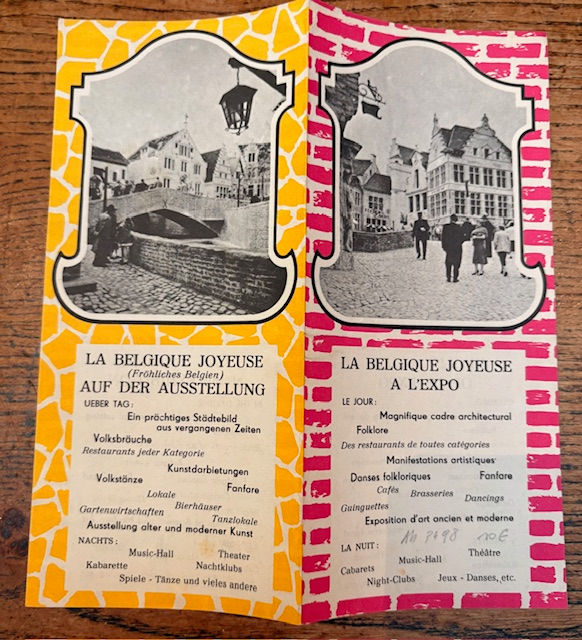 LA BELGIQUE JOYEUSE
(Fröhliches Belgien)
AUF DER AUSSTELLUNG
UEBER TAG:
Ein prächtiges Städtebild
aus vergangenen Zeiten
Volksbräuche
Restaurants jeder Kategorie
Kunstdarbietungen
Volkstänze
Fanfare
Lokale
Bierhäuser
Gartenwirtschaften
Tanzlokale
Ausstellung alter und moderner Kunst
NACHTS:
Music-Hall
Theater
Kabarette
Nachtklubs
Spiele - Tänze und vieles andere
LA BELGIQUE JOYEUSE
A L'EXPO
LE JOUR:
Magnifique cadre architectural
Folklore
Des restaurants de toutes catégories
Manifestations artistiques
Danses folkloriques
Fanfare
Cafés
Brasseries
Dancings
Guinguettes
Exposition d'art ancien et moderne
10€
LA NUIT:
Music-Hall
Théâtre
Cabarets
Night-Clubs
Jeux - Danses, etc.